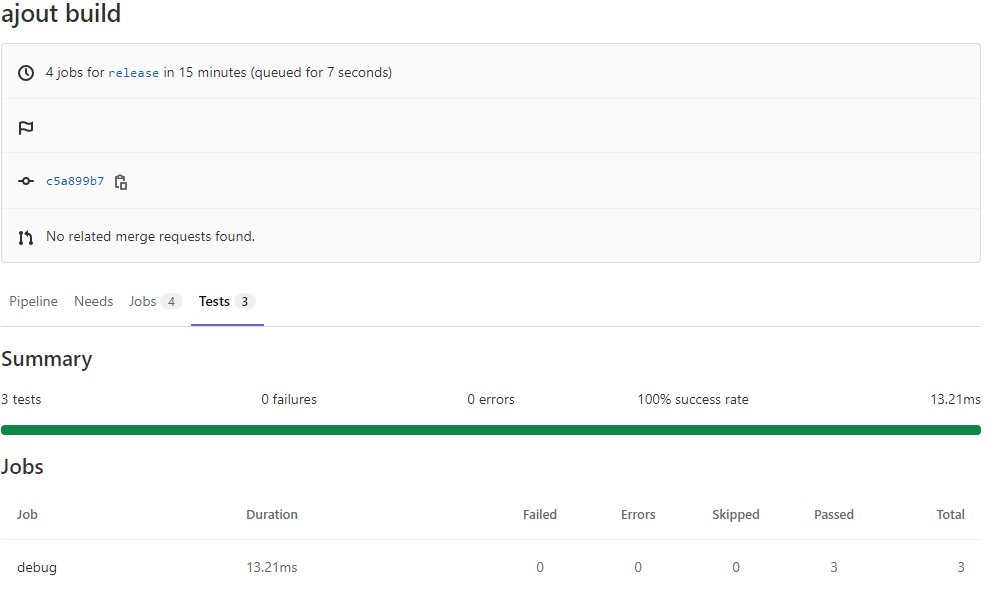 ajout build
4 jobs for release in 15 minutes (queued for 7 seconds)
c5a899b7
No related merge requests found.
Pipeline Needs Jobs 4 Tests 3
Summary
3 tests 0 failures 0 errors 100% success rate 13.21ms
Jobs
Job Duration Failed Errors Skipped Passed Total
debug 13.21ms 0 0 0 3 3